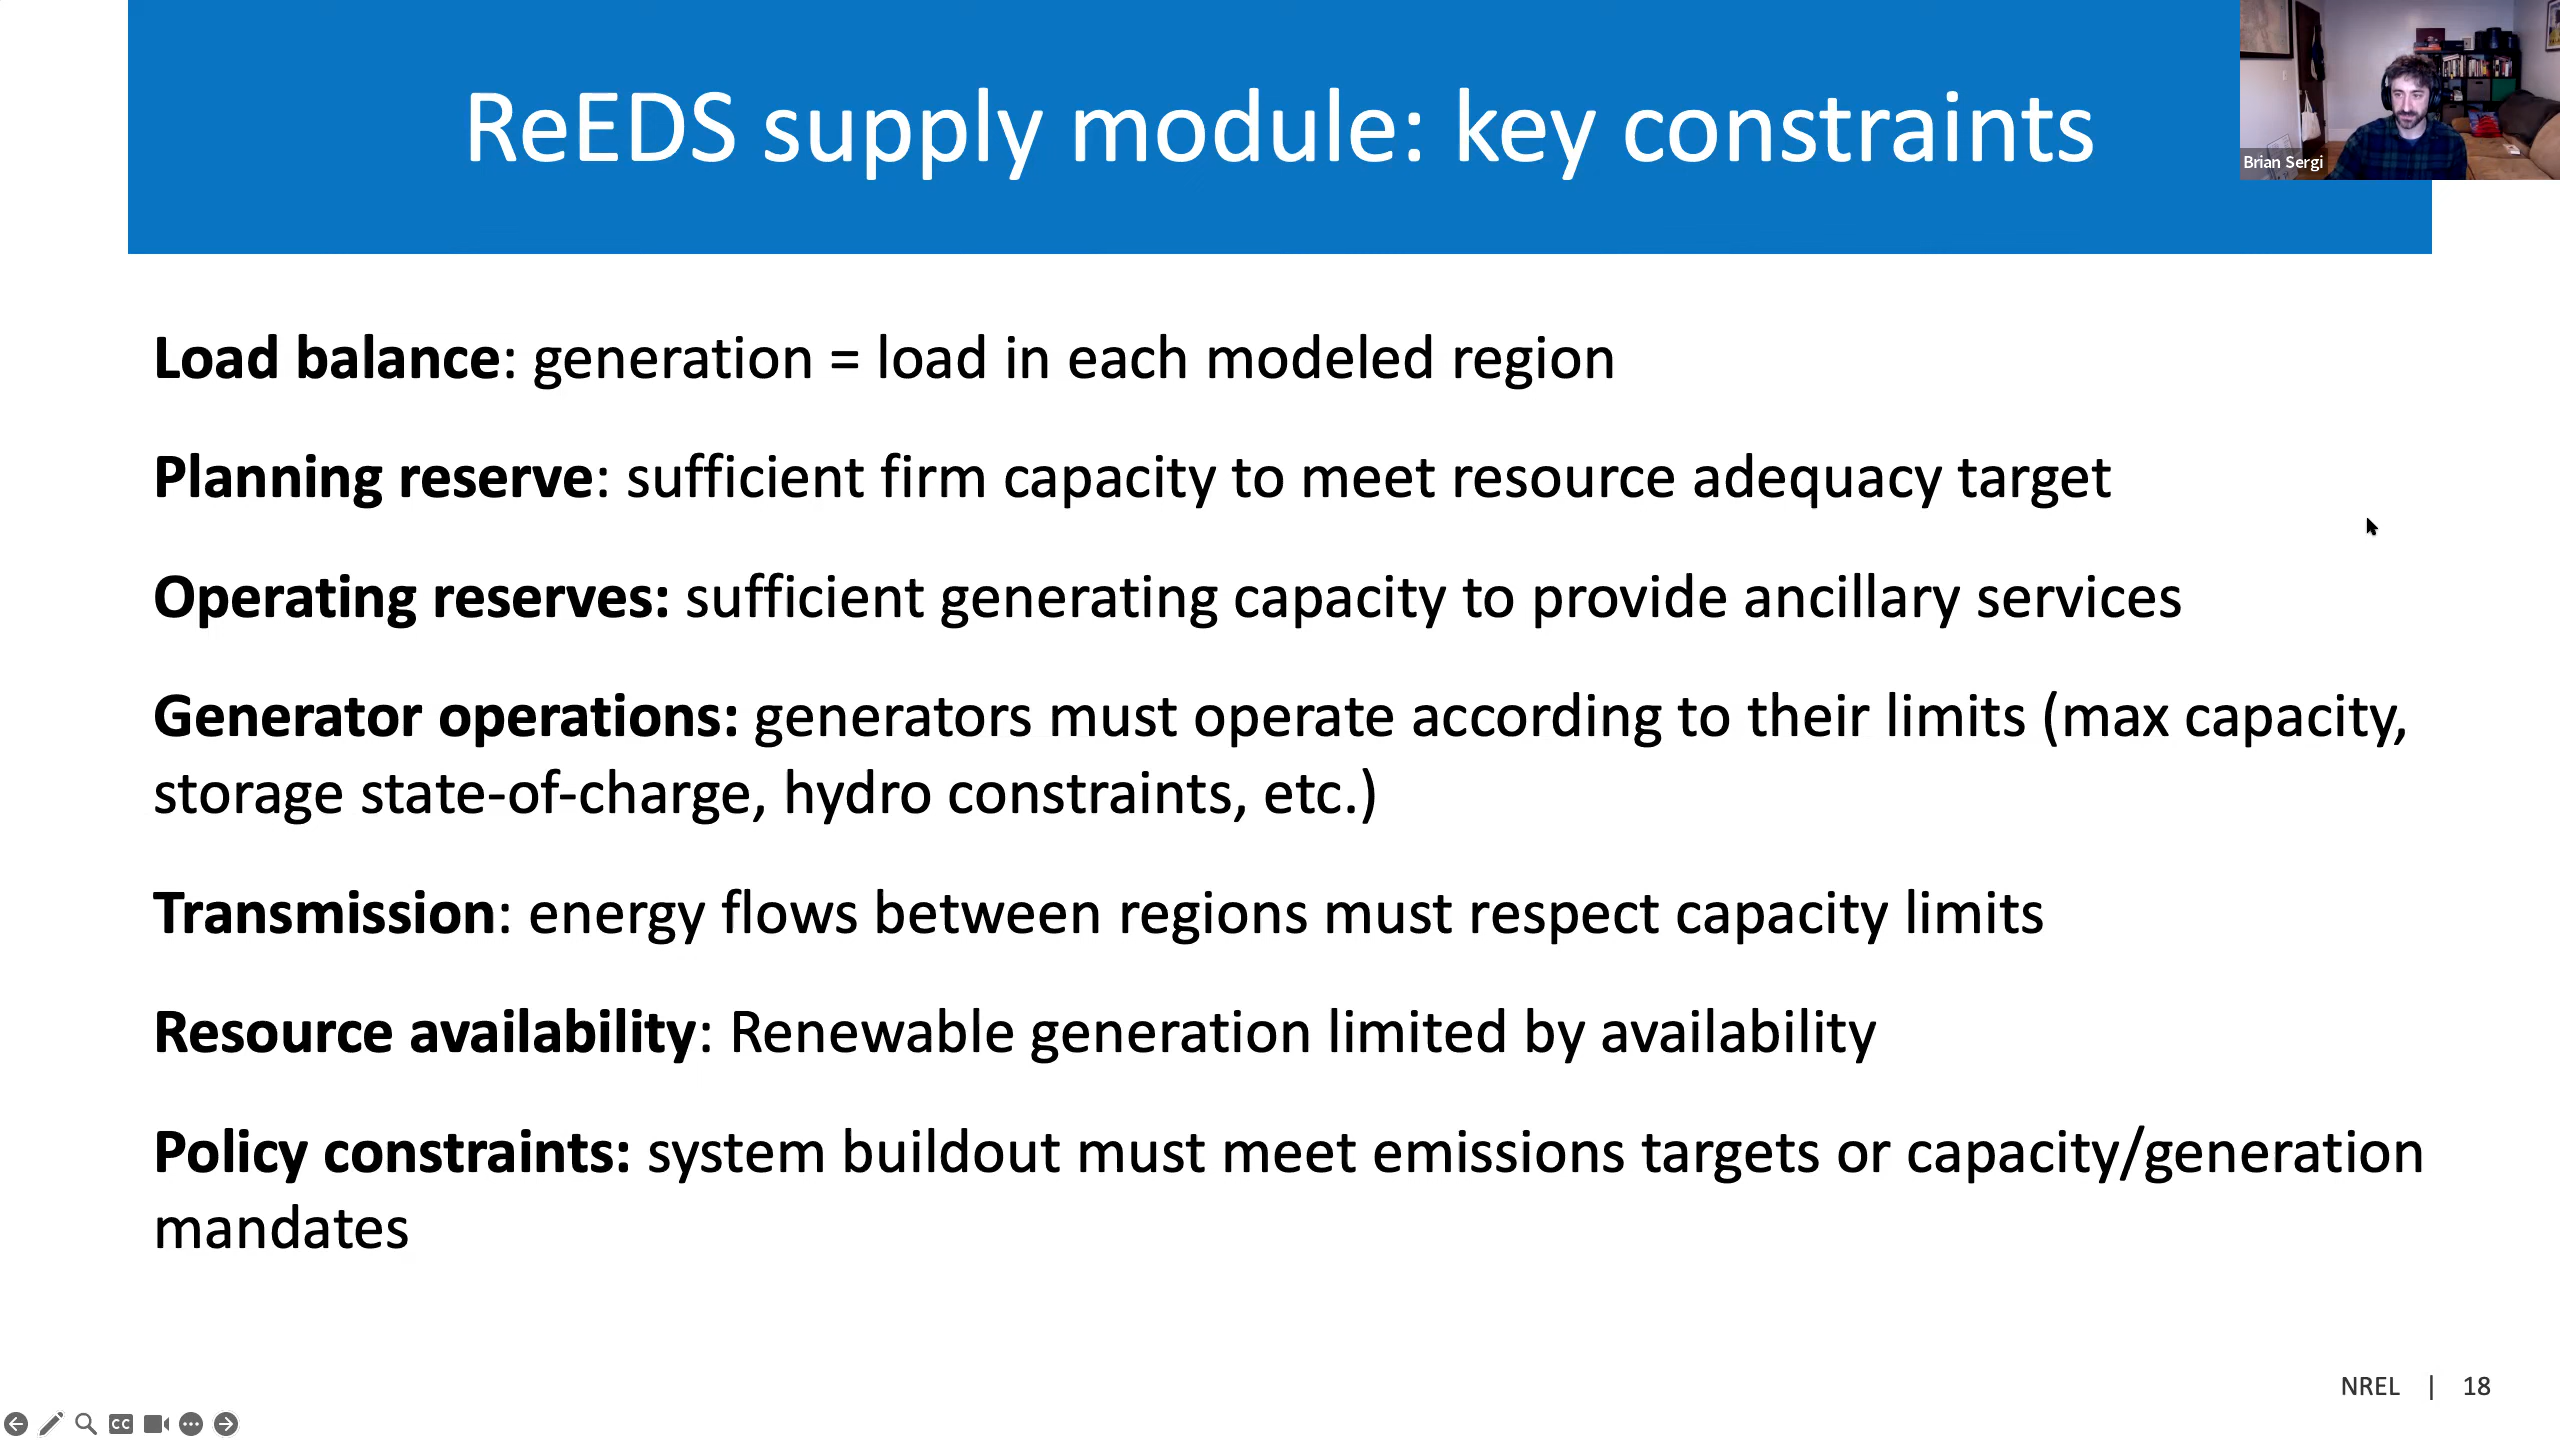 ReEDS supply module: key constraints
Brian Sergi
Load balance: generation = load in each modeled region
Planning reserve: sufficient firm capacity to meet resource adequacy target
Operating reserves: sufficient generating capacity to provide ancillary services
Generator operations: generators must operate according to their limits (max capacity,
storage state-of-charge, hydro constraints, etc.)
Transmission: energy flows between regions must respect capacity limits
Resource availability: Renewable generation limited by availability
Policy constraints: system buildout must meet emissions targets or capacity/generation
mandates
NREL | 18
CC